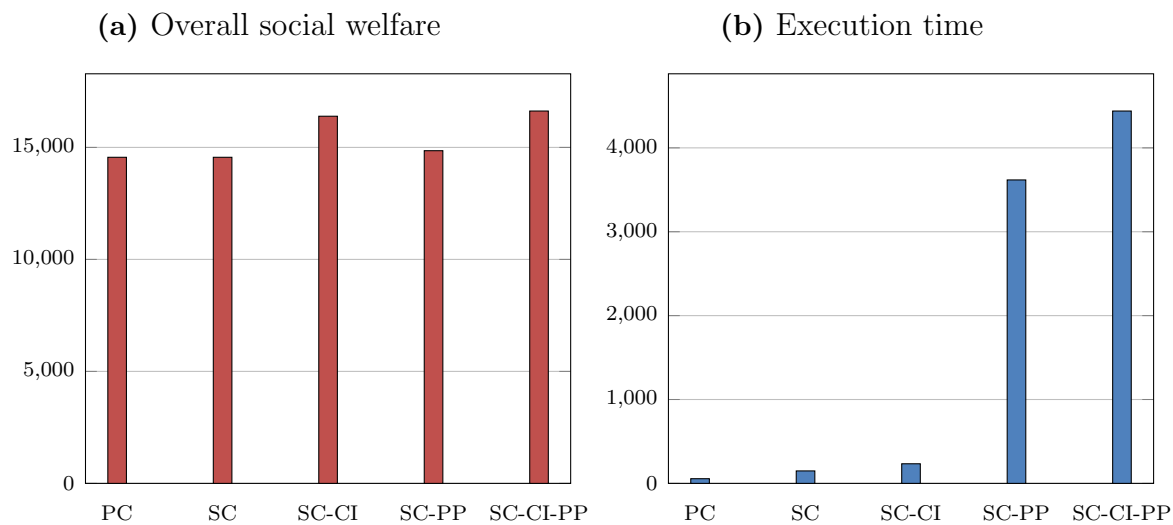 (a) Overall social welfare
15,000
10,000
5,000
0
PC SC SC-CI SC-PP SC-CI-PP
(b) Execution time
4,000
3,000
2,000
1,000
0
PC SC SC-CI SC-PP SC-CI-PP